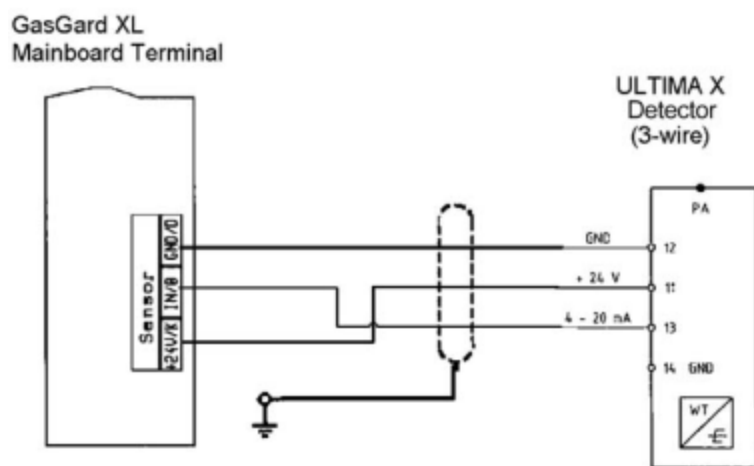 GasGard XL
Mainboard Terminal
ULTIMA X
Detector
(3-wire)
PA
Sensor
GND/D
IN/B
+24V/K
GND
12
+ 24 V
11
4 - 20 mA
13
14 GND
WT
E